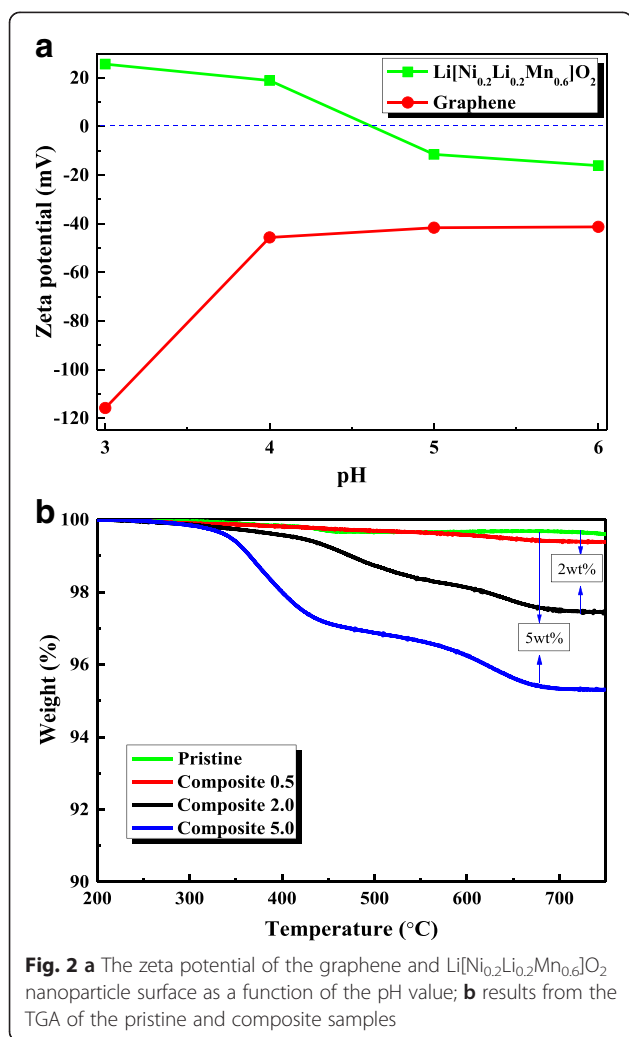 a
20
0
-20
-40
-60
-80
-100
-120
Zeta potential (mV)
Li[Ni0.2Li0.2Mn0.6]O2
Graphene
3 4 5 6
pH
b
100
98
96
94
92
90
Weight (%)
2wt%
5wt%
Pristine
Composite 0.5
Composite 2.0
Composite 5.0
200 300 400 500 600 700
Temperature (°C)
Fig. 2 a The zeta potential of the graphene and Li[Ni0.2Li0.2Mn0.6]O2
nanoparticle surface as a function of the pH value; b results from the
TGA of the pristine and composite samples